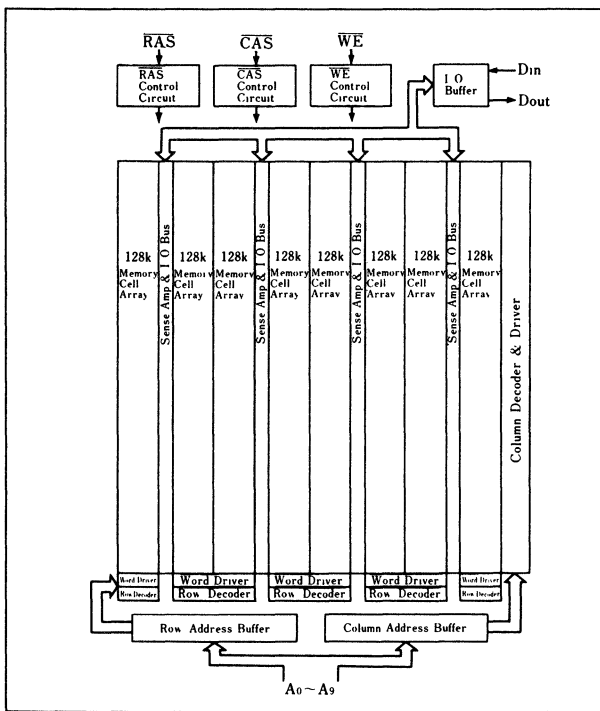 RAS CAS WE
RAS Control Circuit
CAS Control Circuit
WE Control Circuit
I O Buffer
Din
Dout
128k Memory Cell Array
Sense Amp & I O Bus
128k Memory Cell Array
128k Memory Cell Array
Sense Amp & I O Bus
128k Memory Cell Array
128k Memory Cell Array
Sense Amp & I O Bus
128k Memory Cell Array
128k Memory Cell Array
Sense Amp & I O Bus
128k Memory Cell Array
Column Decoder & Driver
Word Driver Word Driver Word Driver Word Driver Word Driver
Row Decoder Row Decoder Row Decoder Row Decoder Row Decoder
Row Address Buffer Column Address Buffer
A0~A9